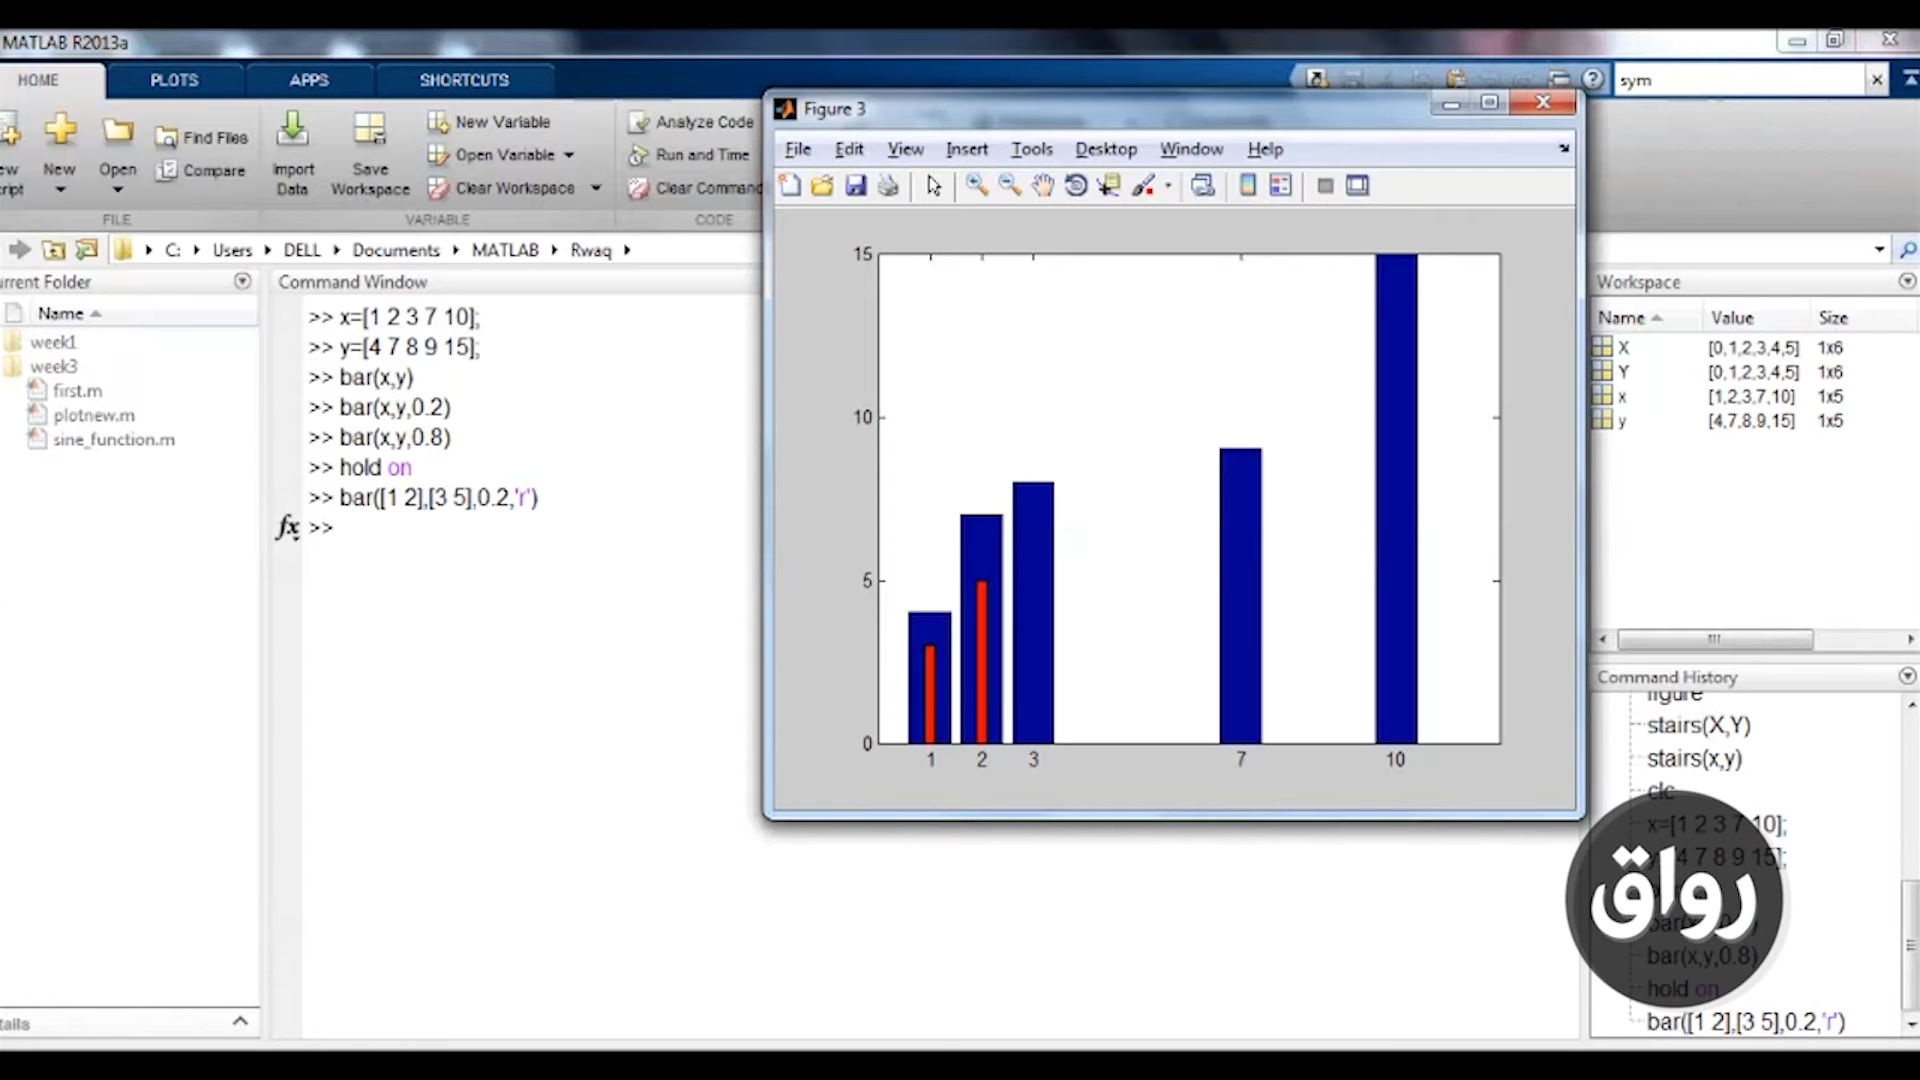 MATLAB R2013a
HOME
PLOTS
APPS
SHORTCUTS
sym
New
Open
Find Files
Compare
Import Data
Save Workspace
New Variable
Open Variable
Clear Workspace
Analyze Code
Run and Time
FILE
VARIABLE
CODE
C:
Users
DELL
Documents
MATLAB
Rwaq
Name
week1
week3
first.m
plotnew.m
sine_function.m
Command Window
>> x=[1 2 3 7 10];
>> y=[4 7 8 9 15];
>> bar(x,y)
>> bar(x,y,0.2)
>> bar(x,y,0.8)
>> hold on
>> bar([1 2],[3 5],0.2,'r')
fx >>
Figure 3
File Edit View Insert Tools Desktop Window Help
15
10
5
0
1 2 3 7 10
Workspace
Name Value Size
X [0,1,2,3,4,5] 1x6
Y [0,1,2,3,4,5] 1x6
x [1,2,3,7,10] 1x5
y [4,7,8,9,15] 1x5
Command History
figure
stairs(X,Y)
stairs(x,y)
clc
x=[1 2 3 7 10];
رواق
bar(x,y,0.8)
hold on
bar([1 2],[3 5],0.2,'r')